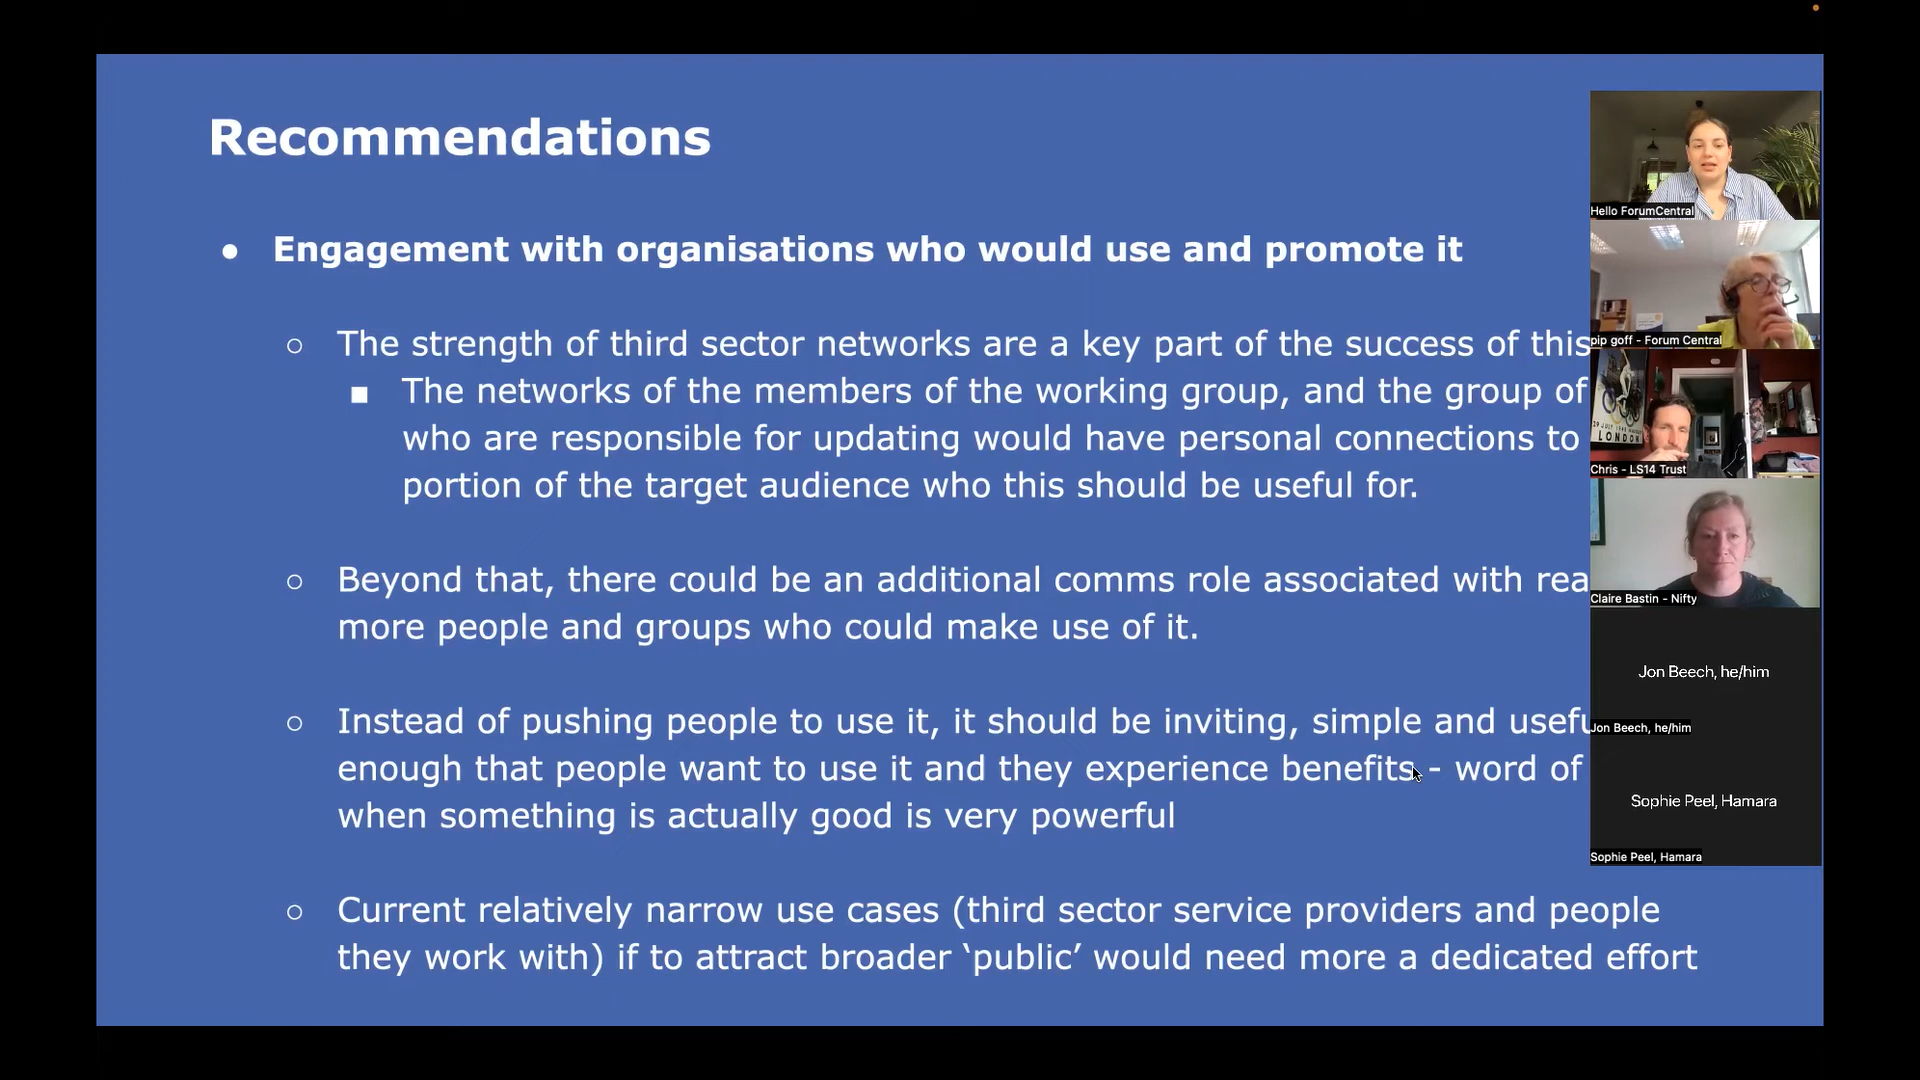 Recommendations
● Engagement with organisations who would use and promote it
○ The strength of third sector networks are a key part of the success of this
■ The networks of the members of the working group, and the group of
who are responsible for updating would have personal connections to
portion of the target audience who this should be useful for.
○ Beyond that, there could be an additional comms role associated with rea
more people and groups who could make use of it.
○ Instead of pushing people to use it, it should be inviting, simple and usefu
enough that people want to use it and they experience benefits - word of
when something is actually good is very powerful
○ Current relatively narrow use cases (third sector service providers and people
they work with) if to attract broader ‘public’ would need more a dedicated effort
Hello ForumCentral
pip goff - Forum Central
LONDON
Chris - LS14 Trust
Claire Bastin - Nifty
Jon Beech, he/him
Jon Beech, he/him
Sophie Peel, Hamara
Sophie Peel, Hamara